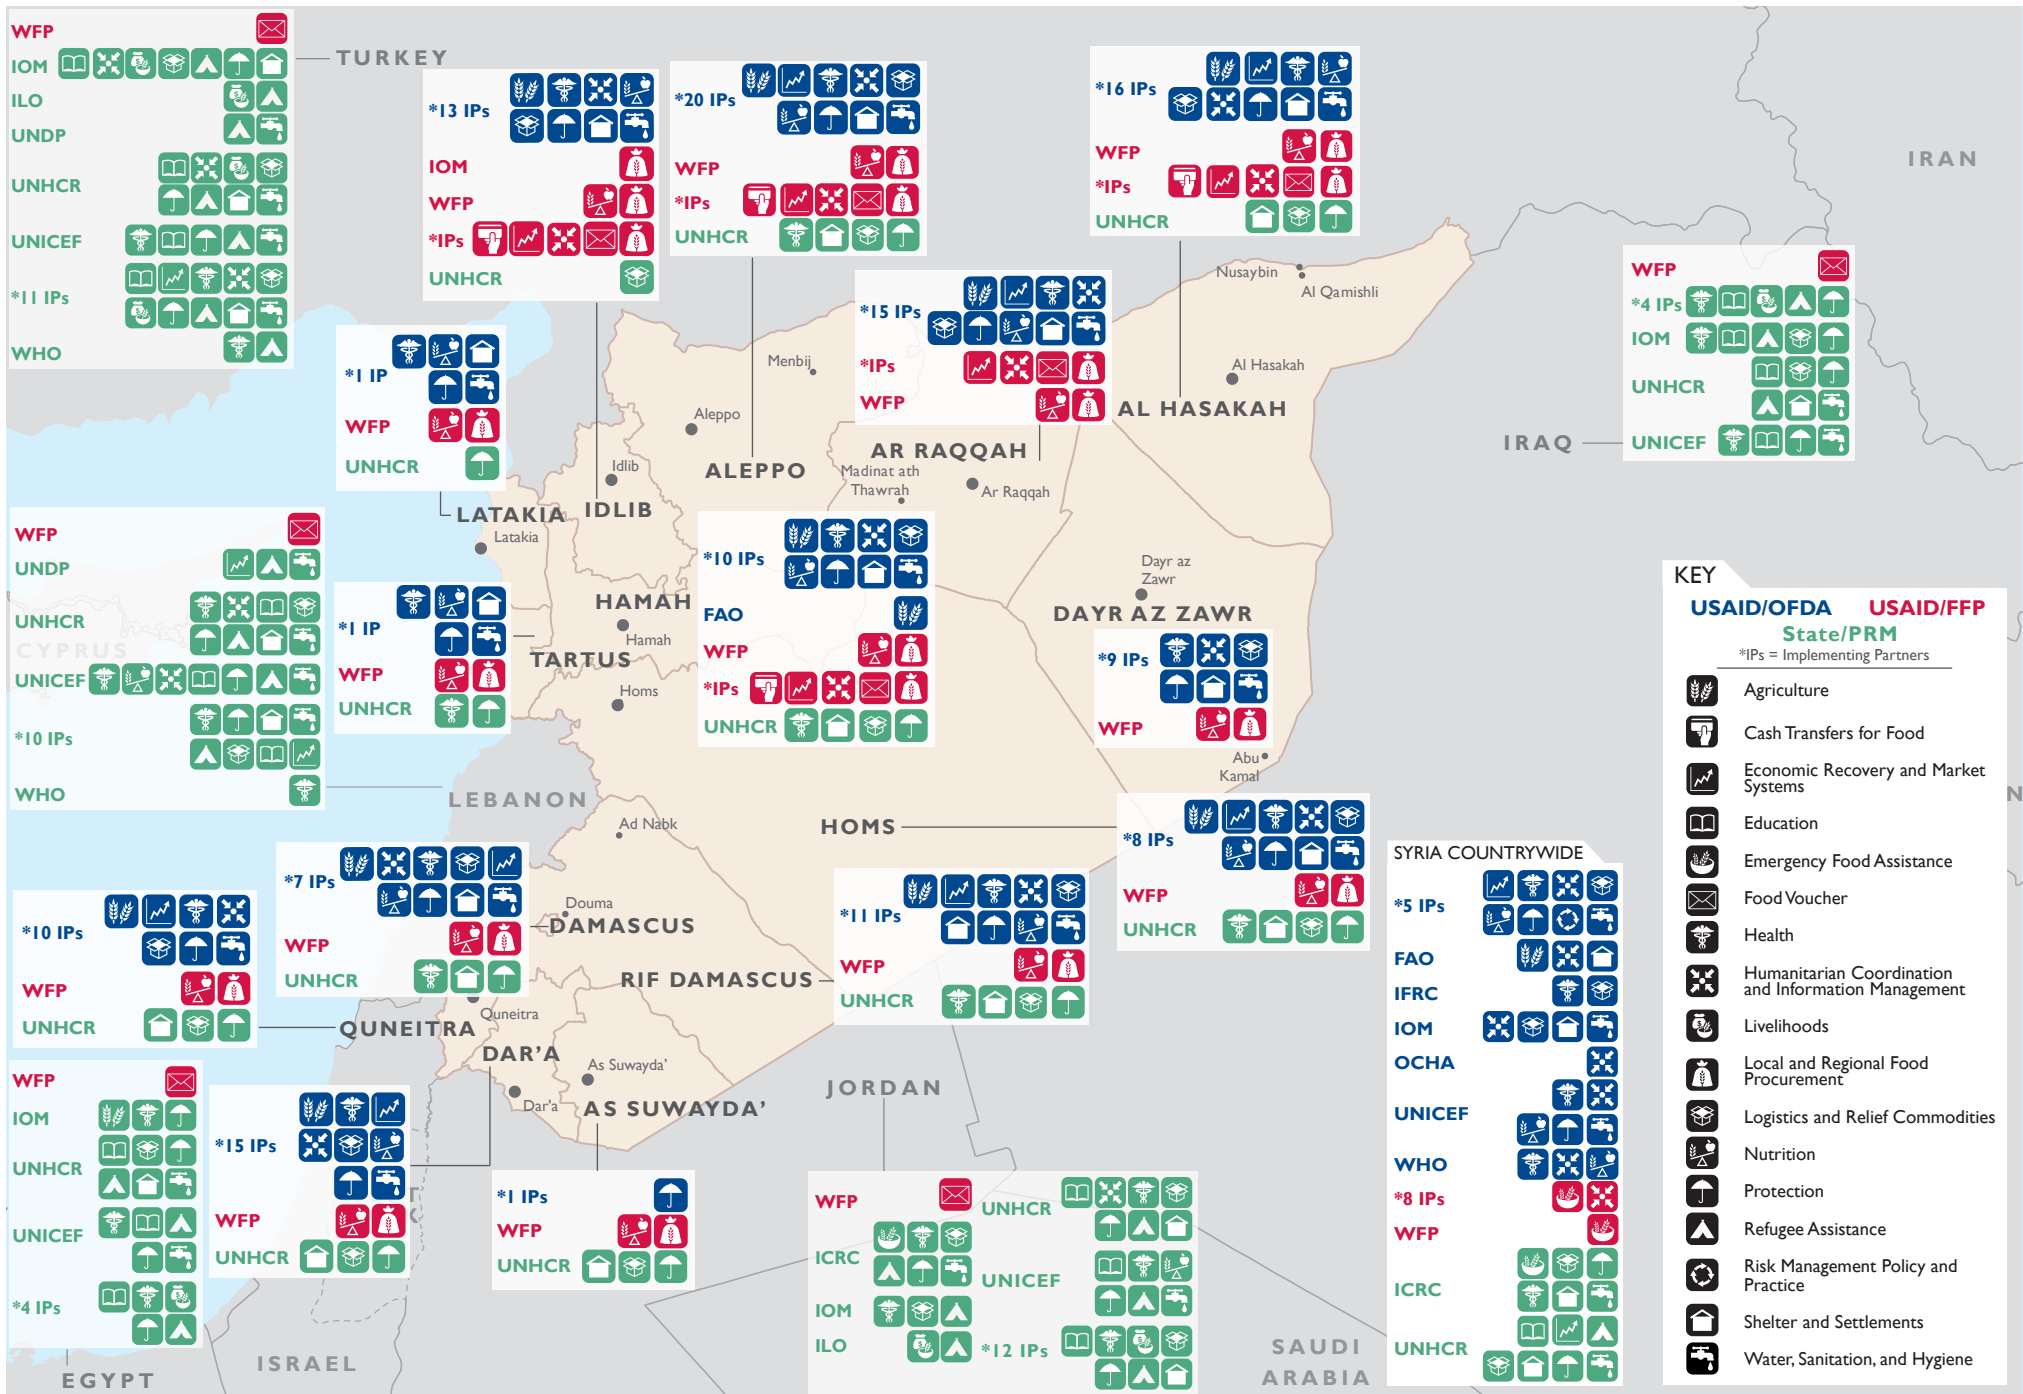 WFP
IOM
ILO
UNDP
UNHCR
UNICEF
*11 IPs
WHO
TURKEY
*13 IPs
IOM
WFP
*IPs
UNHCR
*20 IPs
WFP
*IPs
UNHCR
*16 IPs
WFP
*IPs
UNHCR
IRAN
*15 IPs
*IPs
WFP
Nusaybin
Al Qamishli
WFP
*4 IPs
IOM
UNHCR
UNICEF
IRAQ
*1 IP
WFP
UNHCR
Menbij
Aleppo
ALEPPO
Al Hasakah
AL HASAKAH
AR RAQQAH
Madinat ath
Thawrah
Ar Raqqah
Idlib
IDLIB
LATAKIA
Latakia
WFP
UNDP
UNHCR
CYPRUS
UNICEF
*10 IPs
WHO
*1 IP
WFP
UNHCR
HAMAH
Hamah
TARTUS
Homs
*10 IPs
FAO
WFP
*IPs
UNHCR
Dayr az
Zawr
DAYR AZ ZAWR
*9 IPs
WFP
Abu
Kamal
LEBANON
HOMS
*8 IPs
WFP
UNHCR
Ad Nabk
*7 IPs
WFP
UNHCR
Douma
DAMASCUS
RIF DAMASCUS
*11 IPs
WFP
UNHCR
*10 IPs
WFP
UNHCR
QUNEITRA
Quneitra
DAR'A
Dar'a
As Suwayda'
AS SUWAYDA'
JORDAN
WFP
IOM
UNHCR
UNICEF
*4 IPs
EGYPT
*15 IPs
WFP
UNHCR
ISRAEL
*1 IPs
WFP
UNHCR
WFP
ICRC
IOM
ILO
UNHCR
UNICEF
*12 IPs
SAUDI
ARABIA
SYRIA COUNTRYWIDE
*5 IPs
FAO
IFRC
IOM
OCHA
UNICEF
WHO
*8 IPs
WFP
ICRC
UNHCR
KEY
USAID/OFDA USAID/FFP
State/PRM
*IPs = Implementing Partners
Agriculture
Cash Transfers for Food
Economic Recovery and Market
Systems
Education
Emergency Food Assistance
Food Voucher
Health
Humanitarian Coordination
and Information Management
Livelihoods
Local and Regional Food
Procurement
Logistics and Relief Commodities
Nutrition
Protection
Refugee Assistance
Risk Management Policy and
Practice
Shelter and Settlements
Water, Sanitation, and Hygiene